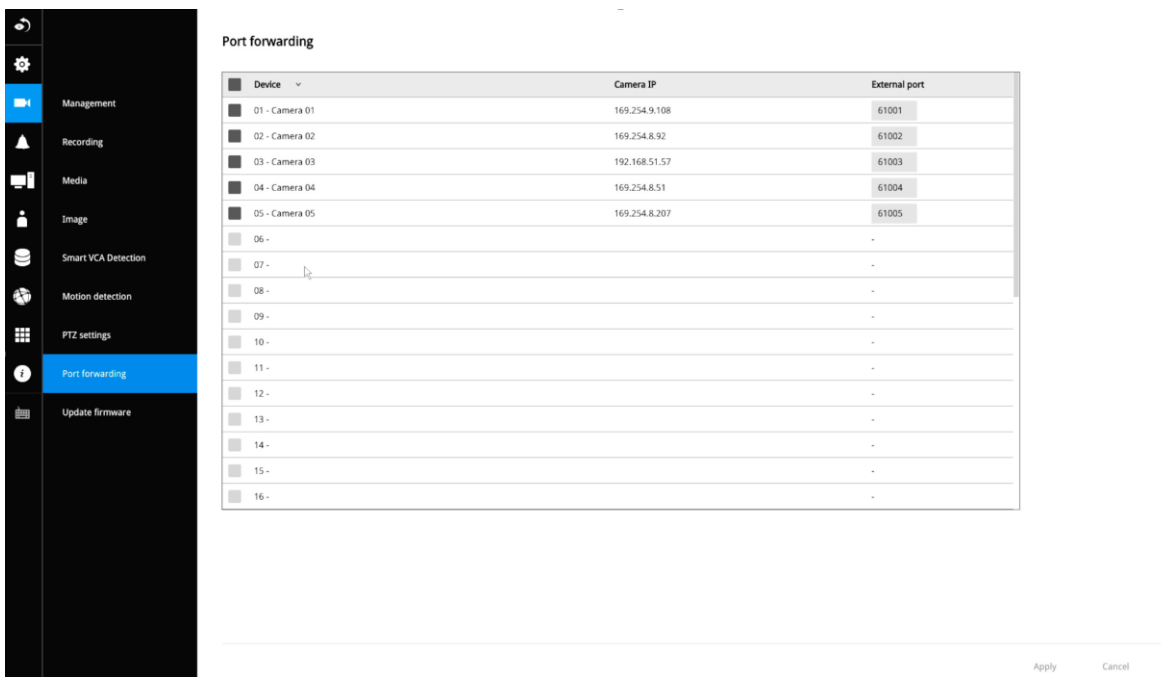 Port forwarding
Device Camera IP External port
01 - Camera 01 169.254.9.108 61001
02 - Camera 02 169.254.8.92 61002
03 - Camera 03 192.168.51.57 61003
04 - Camera 04 169.254.8.51 61004
05 - Camera 05 169.254.8.207 61005
06 - -
07 - -
08 - -
09 - -
10 - -
11 - -
12 - -
13 - -
14 - -
15 - -
16 - -
Management
Recording
Media
Image
Smart VCA Detection
Motion detection
PTZ settings
Port forwarding
Update firmware
Apply Cancel